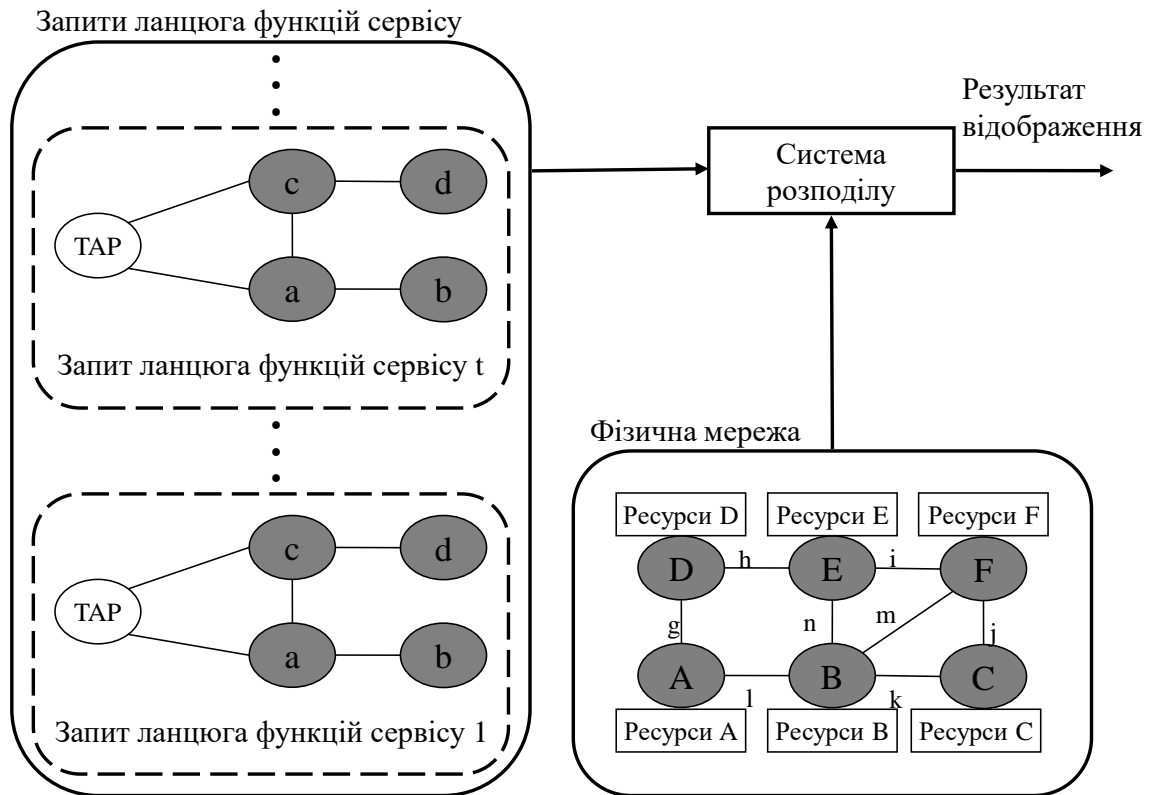 Запити ланцюга функцій сервісу
c
d
TAP
a
b
Запит ланцюга функцій сервісу t
c
d
TAP
a
b
Запит ланцюга функцій сервісу 1
Система
розподілу
Результат
відображення
Фізична мережа
Ресурси D
Ресурси E
Ресурси F
D
h
E
i
F
g
n
m
j
A
l
B
k
C
Ресурси A
Ресурси B
Ресурси C